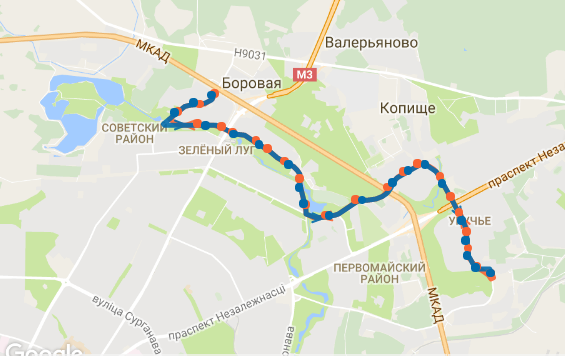 Валерьяново
МКАД
H9031
M3
Боровая
Копище
СОВЕТСКИЙ
РАЙОН
ЗЕЛЁНЫЙ ЛУГ
праспект Неза
УРУЧЬЕ
ПЕРВОМАЙСКИЙ
РАЙОН
МКАД
вуліца Сурганава
праспект Незалежнасці
нава
Google